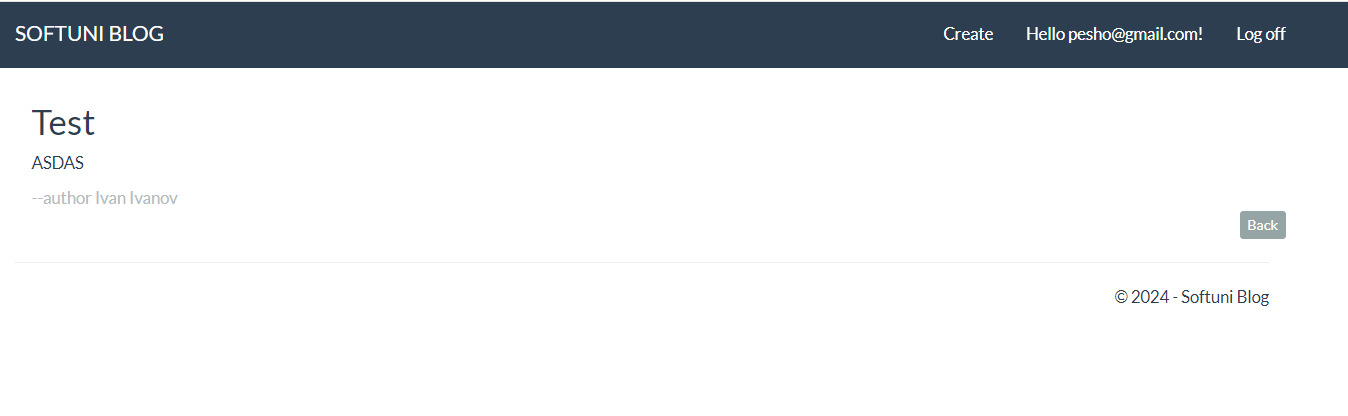 SOFTUNI BLOG Create Hello pesho@gmail.com! Log off
Test
ASDAS
--author Ivan Ivanov
Back
© 2024 - Softuni Blog